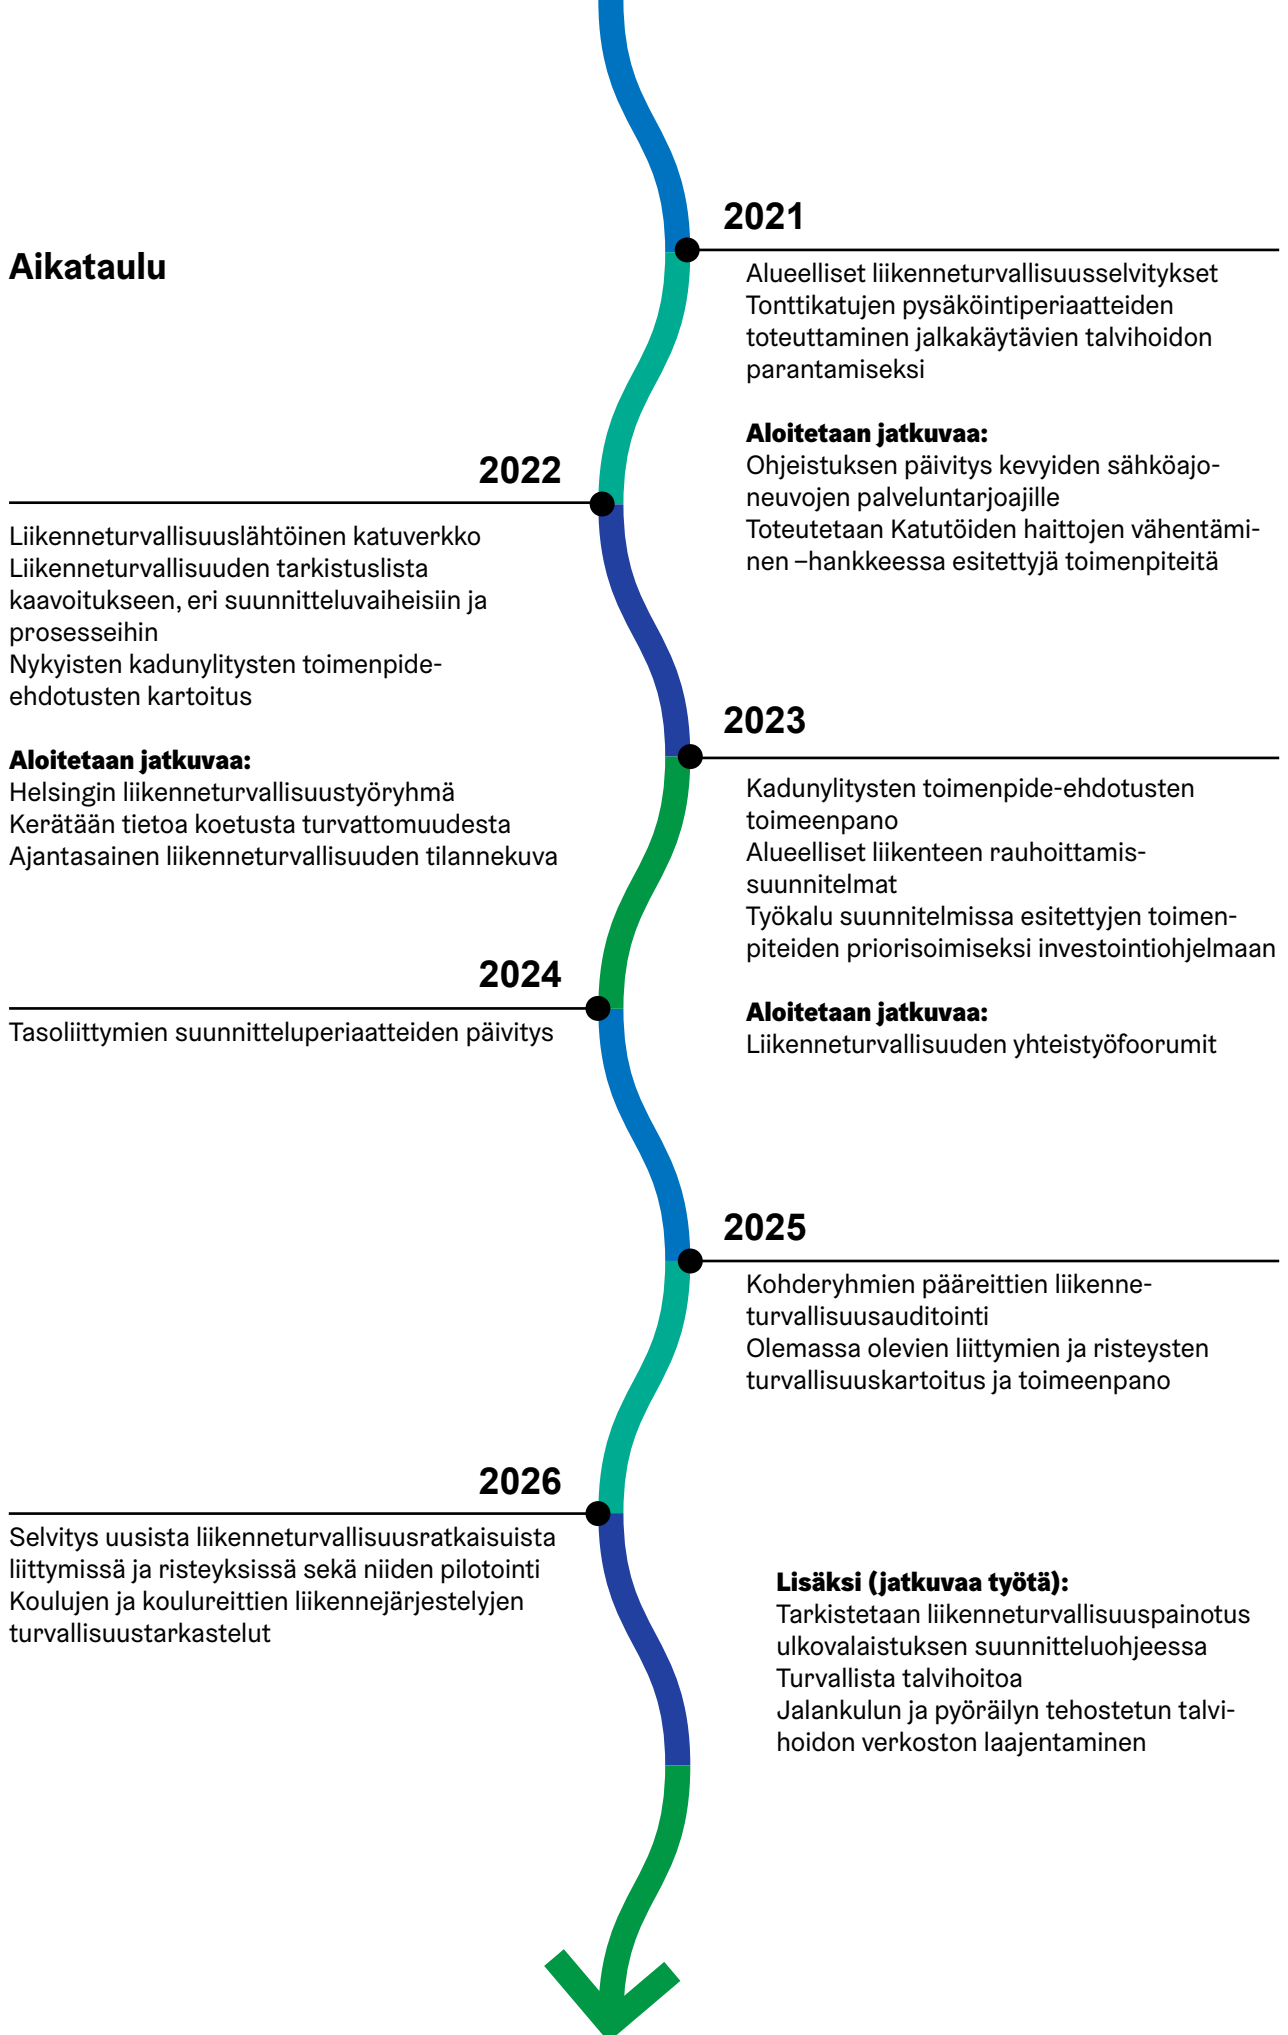 Aikataulu
2021
Alueelliset liikenneturvallisuusselvitykset
Tonttikatujen pysäköintiperiaatteiden
toteuttaminen jalkakäytävien talvihoidon
parantamiseksi
Aloitetaan jatkuvaa:
Ohjeistuksen päivitys kevyiden sähköajo-
neuvojen palveluntarjoajille
Toteutetaan Katutöiden haittojen vähentämi-
nen –hankkeessa esitettyjä toimenpiteitä
2022
Liikenneturvallisuuslähtöinen katuverkko
Liikenneturvallisuuden tarkistuslista
kaavoitukseen, eri suunnitteluvaiheisiin ja
prosesseihin
Nykyisten kadunylitysten toimenpide-
ehdotusten kartoitus
Aloitetaan jatkuvaa:
Helsingin liikenneturvallisuustyöryhmä
Kerätään tietoa koetusta turvattomuudesta
Ajantasainen liikenneturvallisuuden tilannekuva
2023
Kadunylitysten toimenpide-ehdotusten
toimeenpano
Alueelliset liikenteen rauhoittamis-
suunnitelmat
Työkalu suunnitelmissa esitettyjen toimen-
piteiden priorisoimiseksi investointiohjelmaan
Aloitetaan jatkuvaa:
Liikenneturvallisuuden yhteistyöfoorumit
2024
Tasoliittymien suunnitteluperiaatteiden päivitys
2025
Kohderyhmien pääreittien liikenne-
turvallisuusauditointi
Olemassa olevien liittymien ja risteysten
turvallisuuskartoitus ja toimeenpano
2026
Selvitys uusista liikenneturvallisuusratkaisuista
liittymissä ja risteyksissä sekä niiden pilotointi
Koulujen ja koulureittien liikennejärjestelyjen
turvallisuustarkastelut
Lisäksi (jatkuvaa työtä):
Tarkistetaan liikenneturvallisuuspainotus
ulkovalaistuksen suunnitteluohjeessa
Turvallista talvihoitoa
Jalankulun ja pyöräilyn tehostetun talvi-
hoidon verkoston laajentaminen